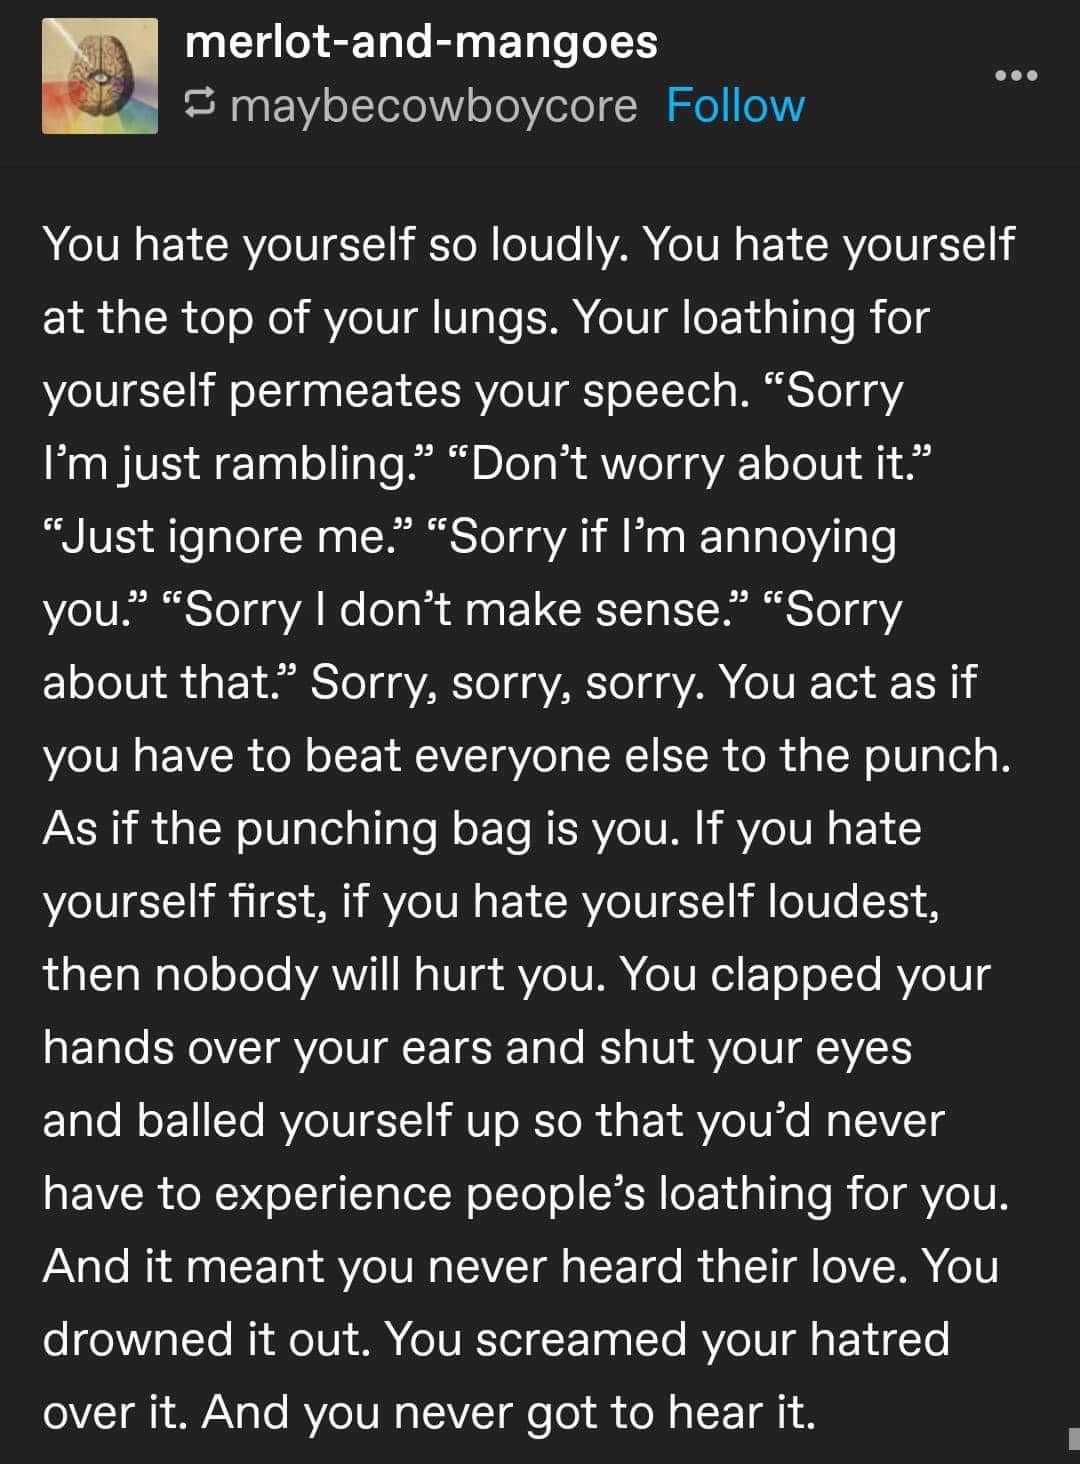 merlot-and-mangoes
maybecowboycore Follow
You hate yourself so loudly. You hate yourself
at the top of your lungs. Your loathing for
yourself permeates your speech. “Sorry
I’m just rambling.” “Don’t worry about it.”
“Just ignore me.” “Sorry if I’m annoying
you.” “Sorry I don’t make sense.” “Sorry
about that.” Sorry, sorry, sorry. You act as if
you have to beat everyone else to the punch.
As if the punching bag is you. If you hate
yourself first, if you hate yourself loudest,
then nobody will hurt you. You clapped your
hands over your ears and shut your eyes
and balled yourself up so that you’d never
have to experience people’s loathing for you.
And it meant you never heard their love. You
drowned it out. You screamed your hatred
over it. And you never got to hear it.